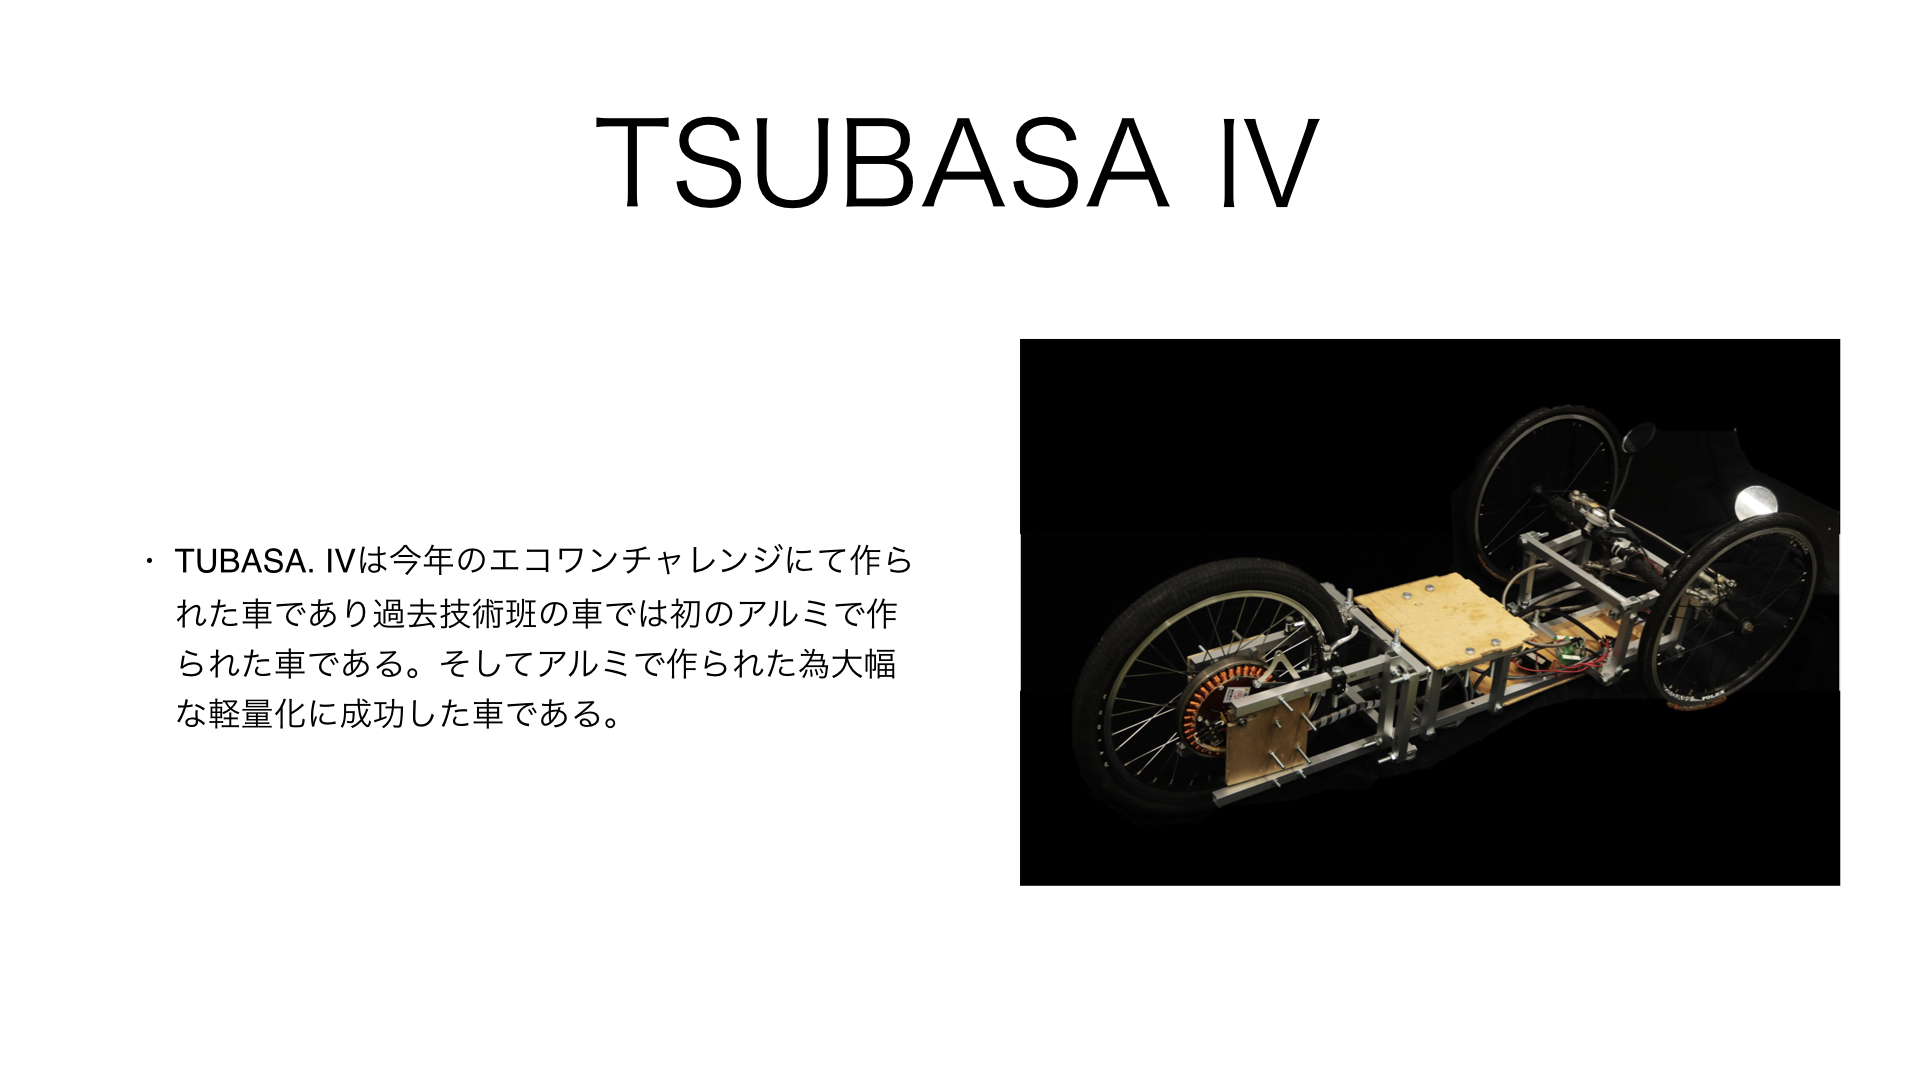 TSUBASA IV
・TUBASA. IVは今年のエコワンチャレンジにて作ら
れた車であり過去技術班の車では初のアルミで作
られた車である。そしてアルミで作られた為大幅
な軽量化に成功した車である。